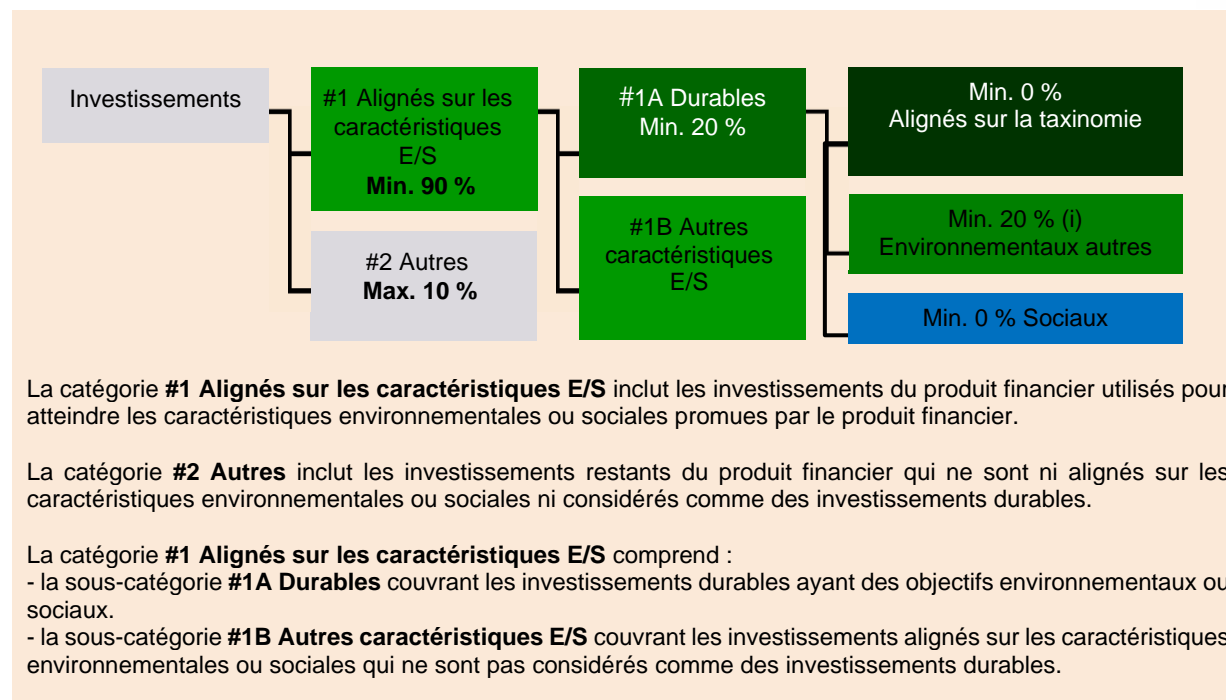 Investissements
#1 Alignés sur les
caractéristiques
E/S
Min. 90 %
#2 Autres
Max. 10 %
#1A Durables
Min. 20 %
#1B Autres
caractéristiques
E/S
Min. 0 %
Alignés sur la taxinomie
Min. 20 % (i)
Environnementaux autres
Min. 0 % Sociaux
La catégorie #1 Alignés sur les caractéristiques E/S inclut les investissements du produit financier utilisés pour
atteindre les caractéristiques environnementales ou sociales promues par le produit financier.
La catégorie #2 Autres inclut les investissements restants du produit financier qui ne sont ni alignés sur les
caractéristiques environnementales ou sociales ni considérés comme des investissements durables.
La catégorie #1 Alignés sur les caractéristiques E/S comprend :
- la sous-catégorie #1A Durables couvrant les investissements durables ayant des objectifs environnementaux ou
sociaux.
- la sous-catégorie #1B Autres caractéristiques E/S couvrant les investissements alignés sur les caractéristiques
environnementales ou sociales qui ne sont pas considérés comme des investissements durables.